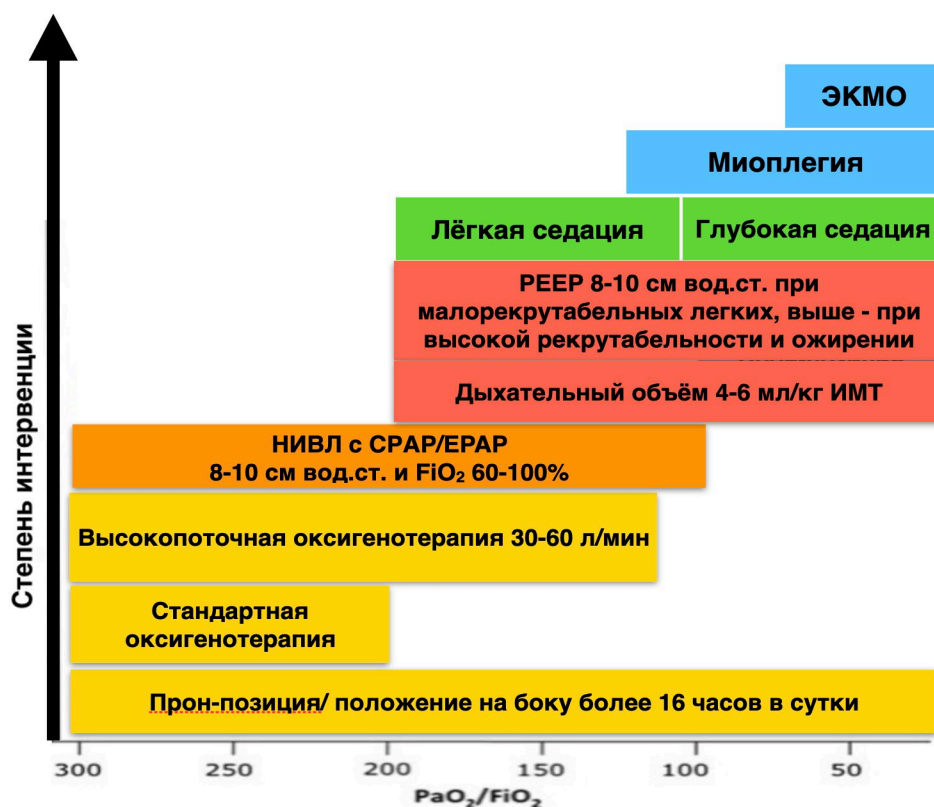 ЭКМО
Миоплегия
Лёгкая седация
Глубокая седация
PEEP 8-10 см вод.ст. при
малорекрутабельных легких, выше - при
высокой рекрутабельности и ожирении
Дыхательный объём 4-6 мл/кг ИМТ
НИВЛ с CPAP/EPAP
8-10 см вод.ст. и FiO₂ 60-100%
Высокопоточная оксигенотерапия 30-60 л/мин
Стандартная
оксигенотерапия
Прон-позиция/ положение на боку более 16 часов в сутки
Степень интервенции
300 250 200 150 100 50
PaO₂/FiO₂